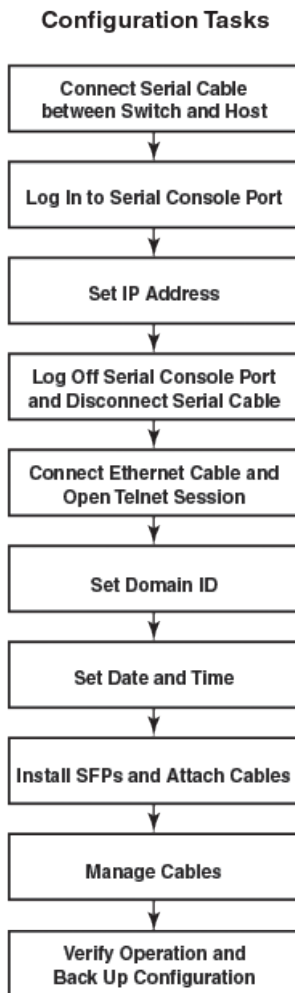 Configuration Tasks
Connect Serial Cable
between Switch and Host
Log In to Serial Console Port
Set IP Address
Log Off Serial Console Port
and Disconnect Serial Cable
Connect Ethernet Cable and
Open Telnet Session
Set Domain ID
Set Date and Time
Install SFPs and Attach Cables
Manage Cables
Verify Operation and
Back Up Configuration